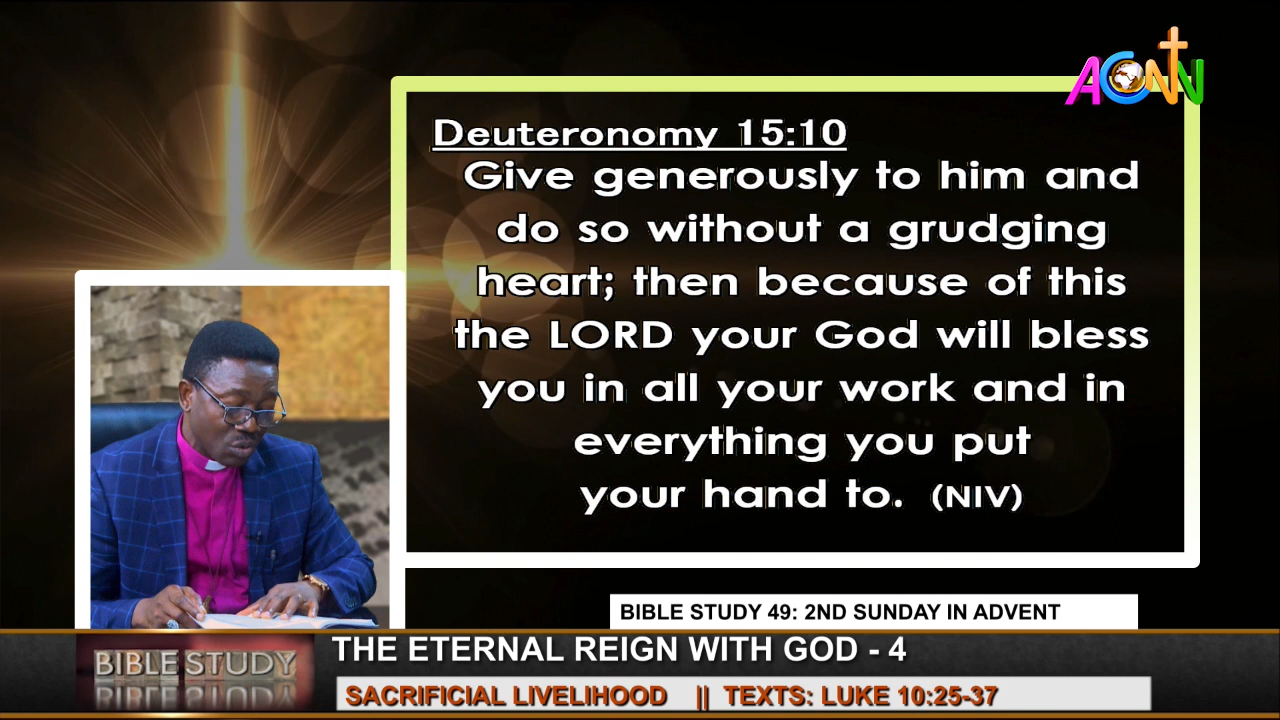 ACNN
Deuteronomy 15:10
Give generously to him and
do so without a grudging
heart; then because of this
the LORD your God will bless
you in all your work and in
everything you put
your hand to. (NIV)
BIBLE STUDY 49: 2ND SUNDAY IN ADVENT
BIBLE STUDY
THE ETERNAL REIGN WITH GOD - 4
SACRIFICIAL LIVELIHOOD || TEXTS: LUKE 10:25-37